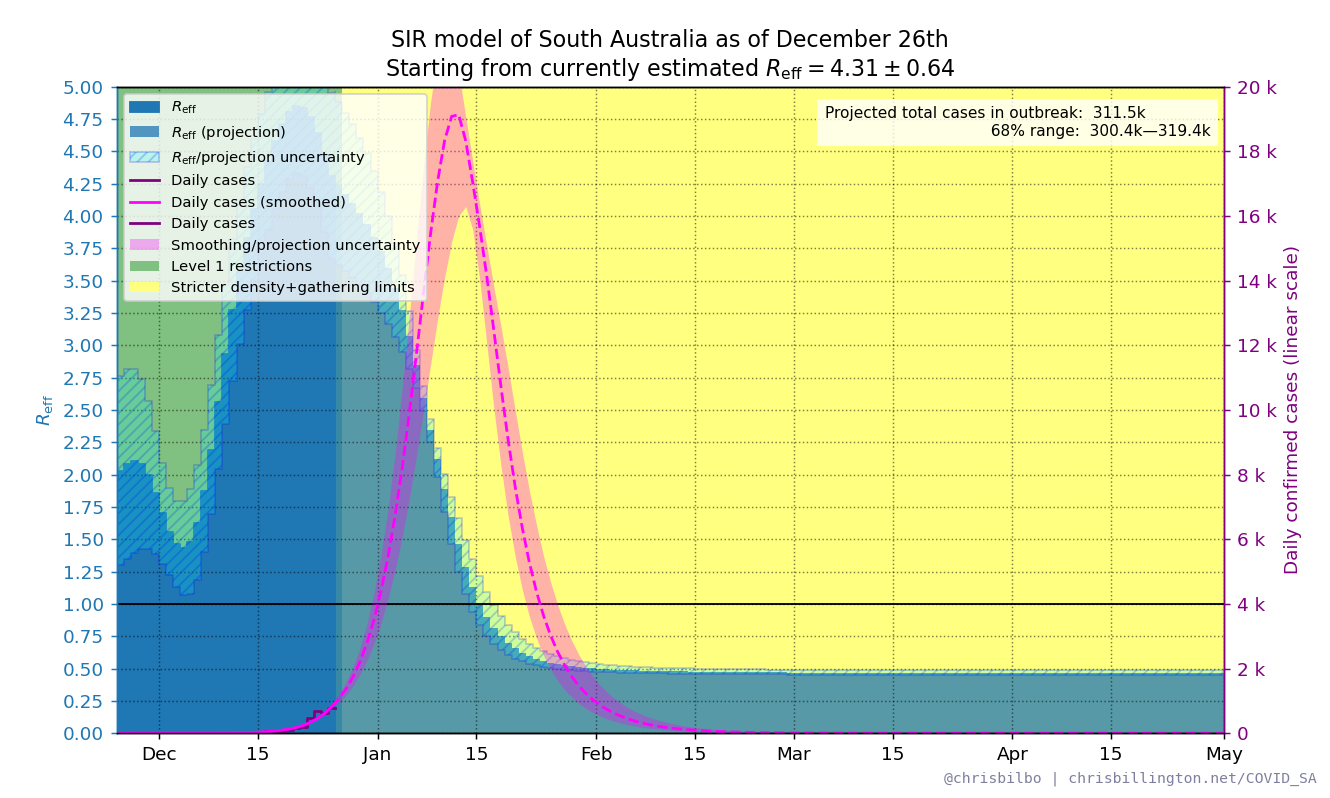 SIR model of South Australia as of December 26th
Starting from currently estimated R_eff = 4.31 ± 0.64
Projected total cases in outbreak: 311.5k
68% range: 300.4k—319.4k
R_eff
R_eff (projection)
R_eff/projection uncertainty
Daily cases
Daily cases (smoothed)
Daily cases
Smoothing/projection uncertainty
Level 1 restrictions
Stricter density+gathering limits
R_eff
5.00
4.75
4.50
4.25
4.00
3.75
3.50
3.25
3.00
2.75
2.50
2.25
2.00
1.75
1.50
1.25
1.00
0.75
0.50
0.25
0.00
20 k
18 k
16 k
14 k
12 k
10 k
8 k
6 k
4 k
2 k
0
Daily confirmed cases (linear scale)
Dec 15 Jan 15 Feb 15 Mar 15 Apr 15 May
@chrisbilbo | chrisbillington.net/COVID_SA